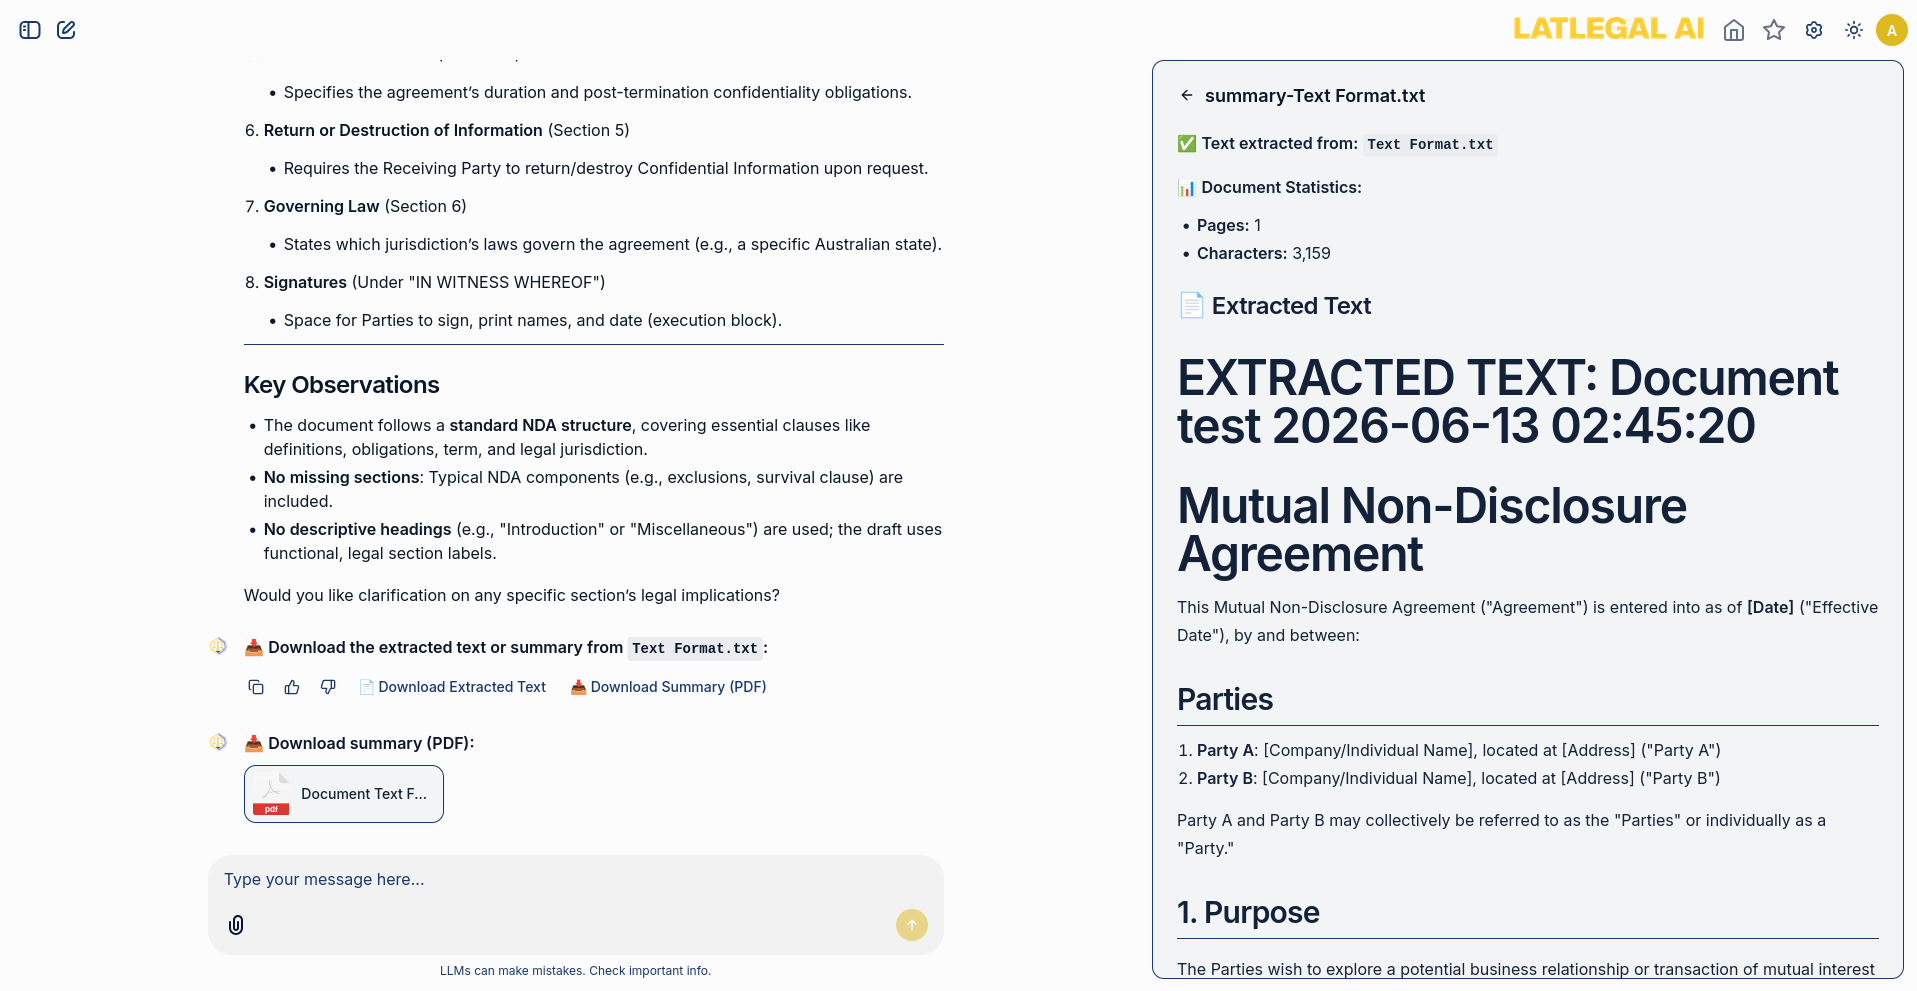 LATLEGAL AI
A
• Specifies the agreement's duration and post-termination confidentiality obligations.
6. Return or Destruction of Information (Section 5)
• Requires the Receiving Party to return/destroy Confidential Information upon request.
7. Governing Law (Section 6)
• States which jurisdiction's laws govern the agreement (e.g., a specific Australian state).
8. Signatures (Under "IN WITNESS WHEREOF")
• Space for Parties to sign, print names, and date (execution block).
Key Observations
• The document follows a standard NDA structure, covering essential clauses like
definitions, obligations, term, and legal jurisdiction.
• No missing sections: Typical NDA components (e.g., exclusions, survival clause) are
included.
• No descriptive headings (e.g., "Introduction" or "Miscellaneous") are used; the draft uses
functional, legal section labels.
Would you like clarification on any specific section's legal implications?
📥 Download the extracted text or summary from Text Format.txt:
📄 Download Extracted Text 📥 Download Summary (PDF)
📥 Download summary (PDF):
pdf
Document Text F...
Type your message here...
LLMs can make mistakes. Check important info.
← summary-Text Format.txt
✅ Text extracted from: Text Format.txt
📊 Document Statistics:
• Pages: 1
• Characters: 3,159
📄 Extracted Text
EXTRACTED TEXT: Document
test 2026-06-13 02:45:20
Mutual Non-Disclosure
Agreement
This Mutual Non-Disclosure Agreement ("Agreement") is entered into as of [Date] ("Effective
Date"), by and between:
Parties
1. Party A: [Company/Individual Name], located at [Address] ("Party A")
2. Party B: [Company/Individual Name], located at [Address] ("Party B")
Party A and Party B may collectively be referred to as the "Parties" or individually as a
"Party."
1. Purpose
The Parties wish to explore a potential business relationship or transaction of mutual interest